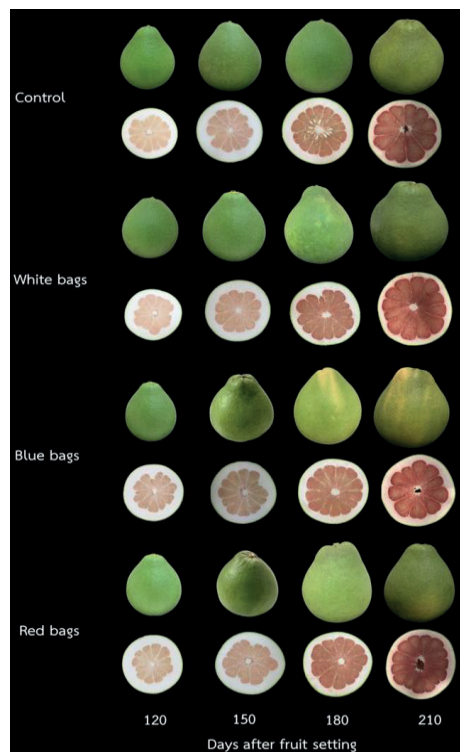 Control
White bags
Blue bags
Red bags
120 150 180 210
Days after fruit setting